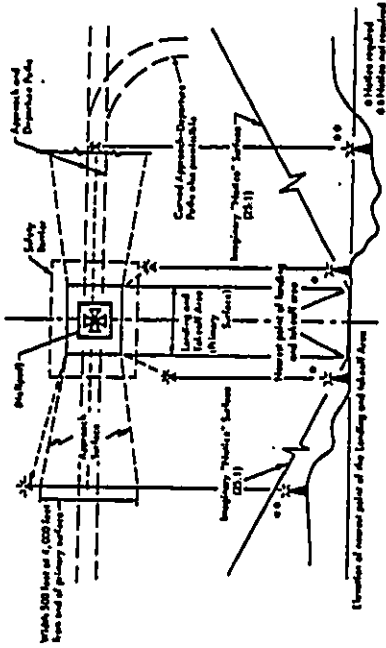 Approach and
Departure Paths
Safety
Barrier
(Helipad)
Approach
Surface
Width 500 feet at 4,000 feet
from end of primary surface
Curved Approach-Departure
Paths also permissible
Landing and
Takeoff Area
(Primary
Surface)
Imaginary "Notice" Surface
(25:1)
Nearest point of landing
and takeoff area
Imaginary "Notice" Surface
(25:1)
Elevation of nearest point of the Landing and takeoff Area
Notice required
Notice not required